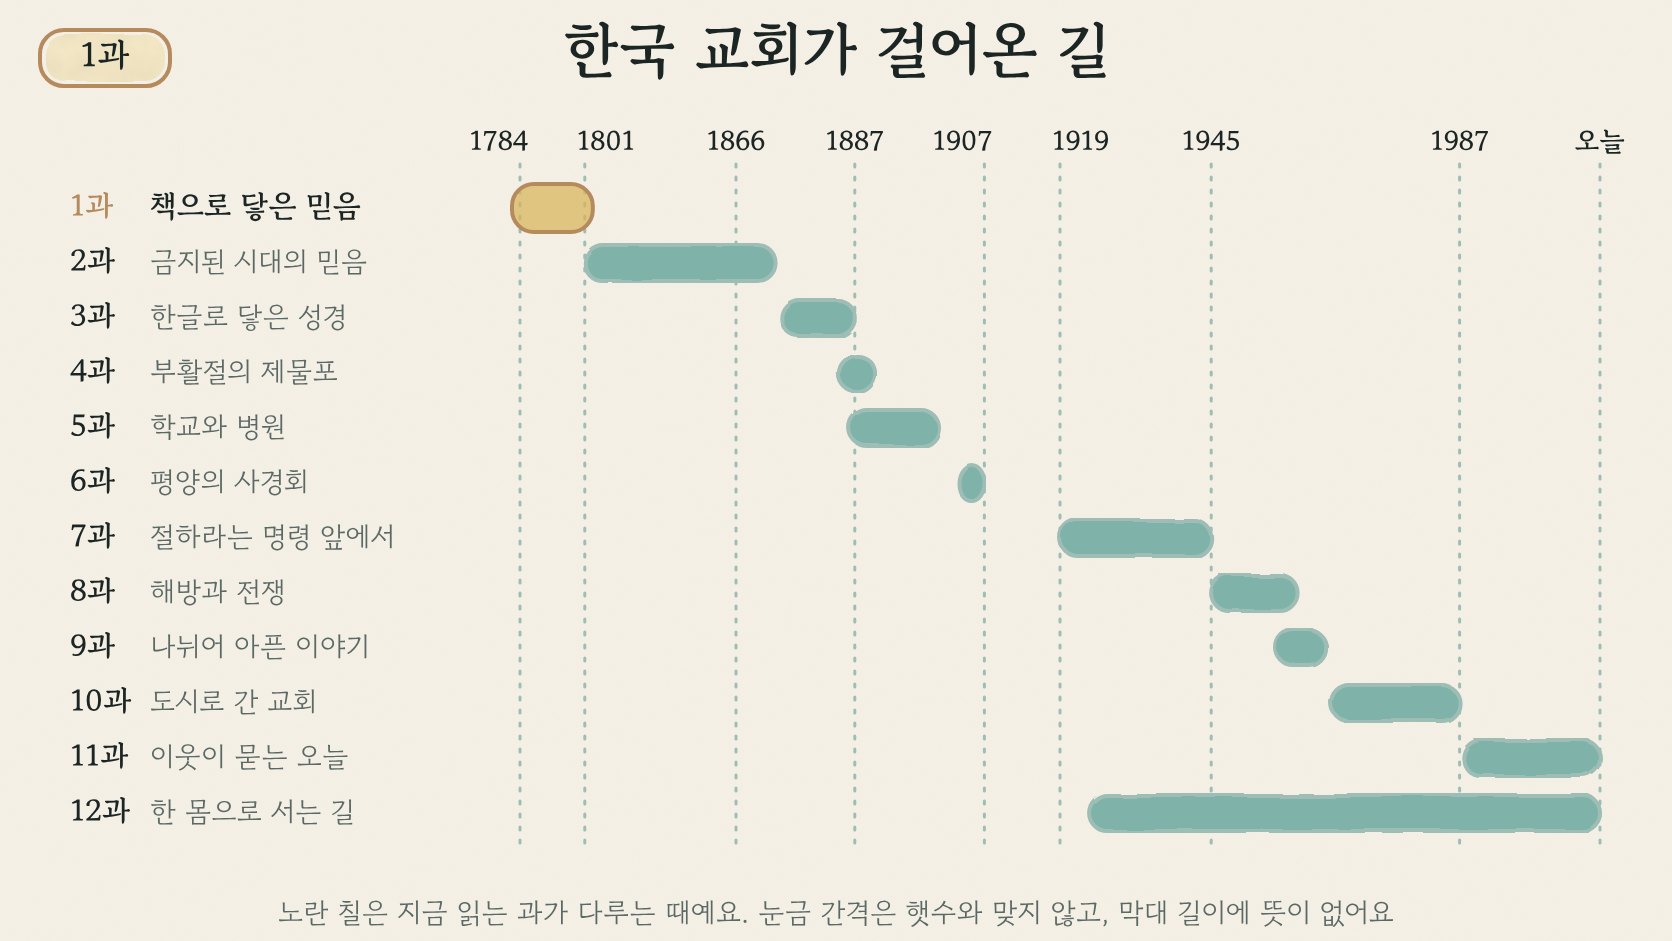 1과
한국 교회가 걸어온 길
1784 1801 1866 1887 1907 1919 1945 1987 오늘
1과 책으로 닿은 믿음
2과 금지된 시대의 믿음
3과 한글로 닿은 성경
4과 부활절의 제물포
5과 학교와 병원
6과 평양의 사경회
7과 절하라는 명령 앞에서
8과 해방과 전쟁
9과 나뉘어 아픈 이야기
10과 도시로 간 교회
11과 이웃이 묻는 오늘
12과 한 몸으로 서는 길
노란 칠은 지금 읽는 과가 다루는 때예요. 눈금 간격은 햇수와 맞지 않고, 막대 길이에 뜻이 없어요